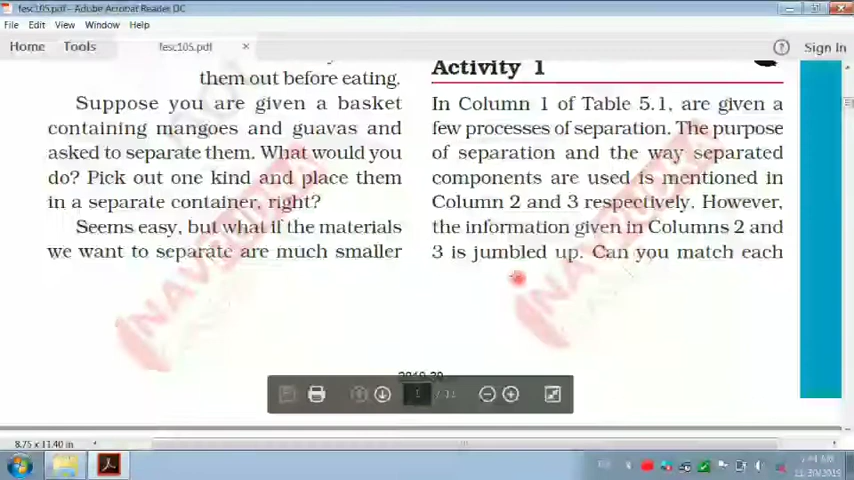 fesc105.pdf - Adobe Acrobat Reader DC
File Edit View Window Help
Home Tools fesc105.pdf × Sign In
them out before eating.
Suppose you are given a basket
containing mangoes and guavas and
asked to separate them. What would you
do? Pick out one kind and place them
in a separate container, right?
Seems easy, but what if the materials
we want to separate are much smaller
Activity 1
In Column 1 of Table 5.1, are given a
few processes of separation. The purpose
of separation and the way separated
components are used is mentioned in
Column 2 and 3 respectively. However,
the information given in Columns 2 and
3 is jumbled up. Can you match each
8.75 x 11.40 in
11/30/2019